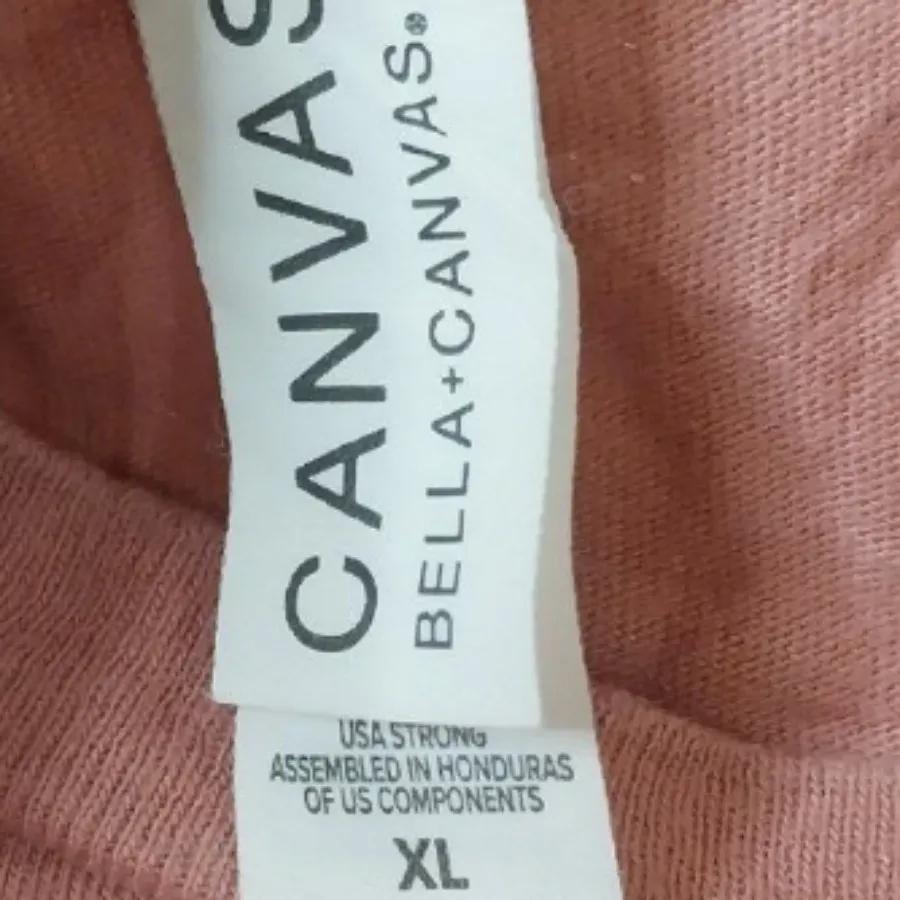 CANVAS
BELLA+CANVAS®
USA STRONG
ASSEMBLED IN HONDURAS
OF US COMPONENTS
XL